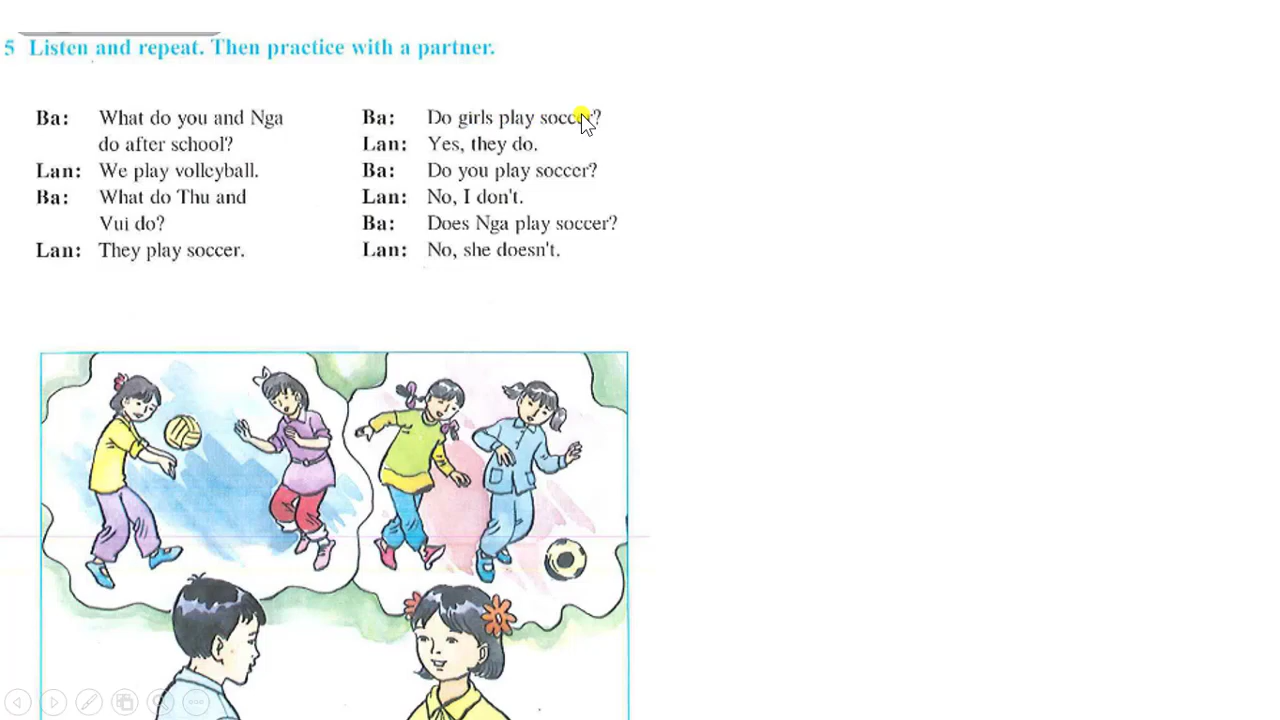 5 Listen and repeat. Then practice with a partner.
Ba: What do you and Nga
do after school?
Lan: We play volleyball.
Ba: What do Thu and
Vui do?
Lan: They play soccer.
Ba: Do girls play soccer?
Lan: Yes, they do.
Ba: Do you play soccer?
Lan: No, I don't.
Ba: Does Nga play soccer?
Lan: No, she doesn't.